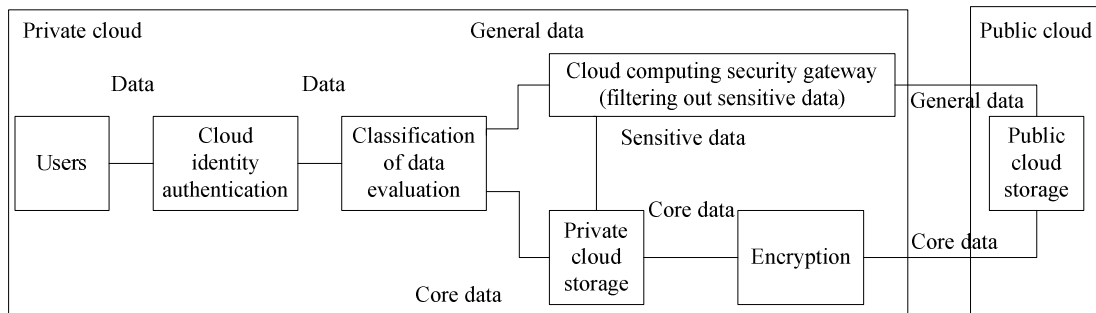 Private cloud
General data
Public cloud
Data
Data
Cloud computing security gateway
(filtering out sensitive data)
General data
Users
Cloud
identity
authentication
Classification
of data
evaluation
Sensitive data
Public
cloud
storage
Private
cloud
storage
Core data
Encryption
Core data
Core data